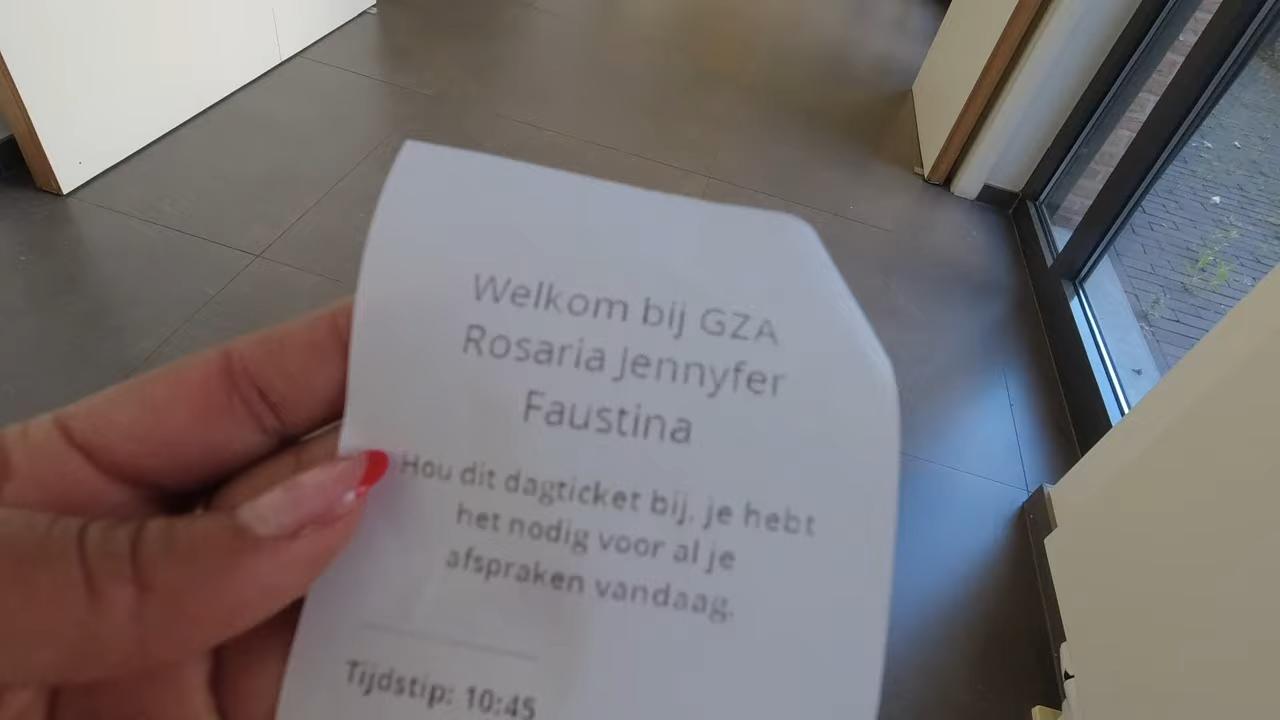 Welkom bij GZA
Rosaria Jennyfer
Faustina
Hou dit dagticket bij, je hebt
het nodig voor al je
afspraken vandaag.
Tijdstip: 10:45